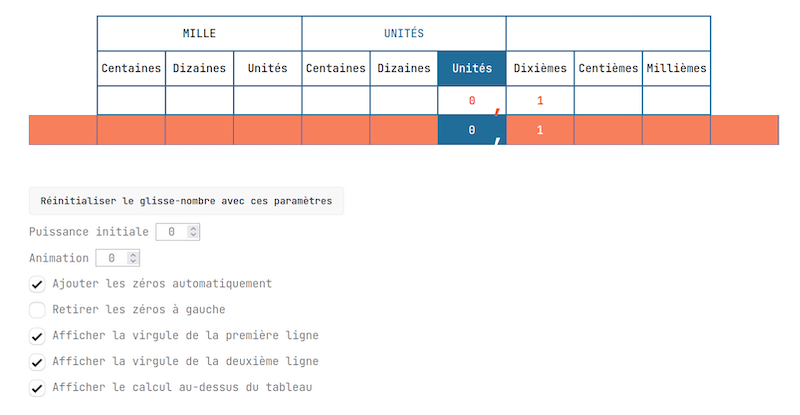 MILLE UNITÉS
Centaines Dizaines Unités Centaines Dizaines Unités Dixièmes Centièmes Millièmes
0 , 1
0 , 1
Réinitialiser le glisse-nombre avec ces paramètres
Puissance initiale 0
Animation 0
Ajouter les zéros automatiquement
Retirer les zéros à gauche
Afficher la virgule de la première ligne
Afficher la virgule de la deuxième ligne
Afficher le calcul au-dessus du tableau